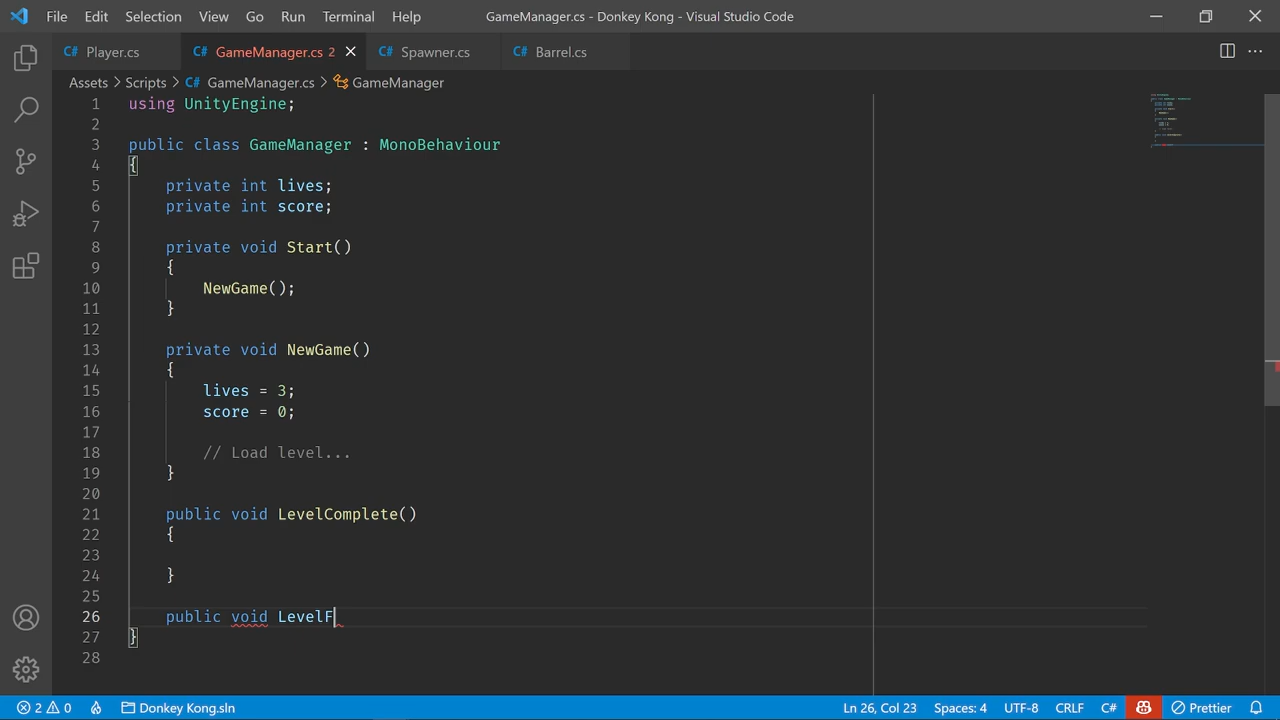 File Edit Selection View Go Run Terminal Help GameManager.cs - Donkey Kong - Visual Studio Code
C# Player.cs C# GameManager.cs 2 C# Spawner.cs C# Barrel.cs
Assets > Scripts > C# GameManager.cs > GameManager
1 using UnityEngine;
2
3 public class GameManager : MonoBehaviour
4 {
5 private int lives;
6 private int score;
7
8 private void Start()
9 {
10 NewGame();
11 }
12
13 private void NewGame()
14 {
15 lives = 3;
16 score = 0;
17
18 // Load level...
19 }
20
21 public void LevelComplete()
22 {
23
24 }
25
26 public void LevelF
27 }
28
2 0 Donkey Kong.sln Ln 26, Col 23 Spaces: 4 UTF-8 CRLF C# Prettier